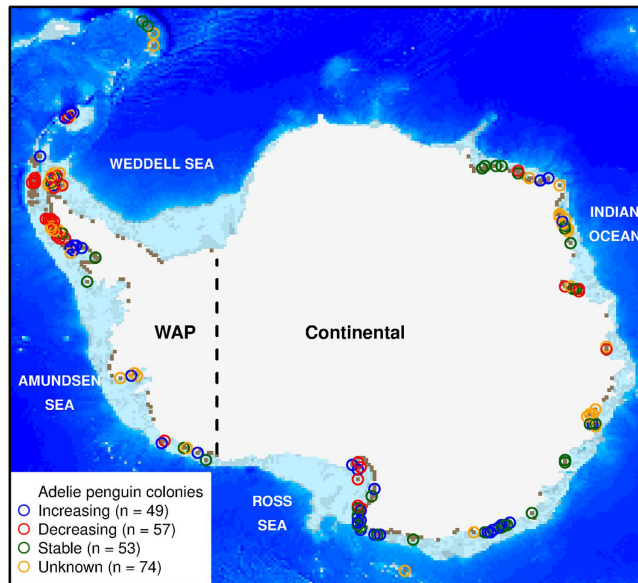 WEDDELL SEA
INDIAN
OCEAN
WAP
Continental
AMUNDSEN
SEA
ROSS
SEA
Adelie penguin colonies
Increasing (n = 49)
Decreasing (n = 57)
Stable (n = 53)
Unknown (n = 74)